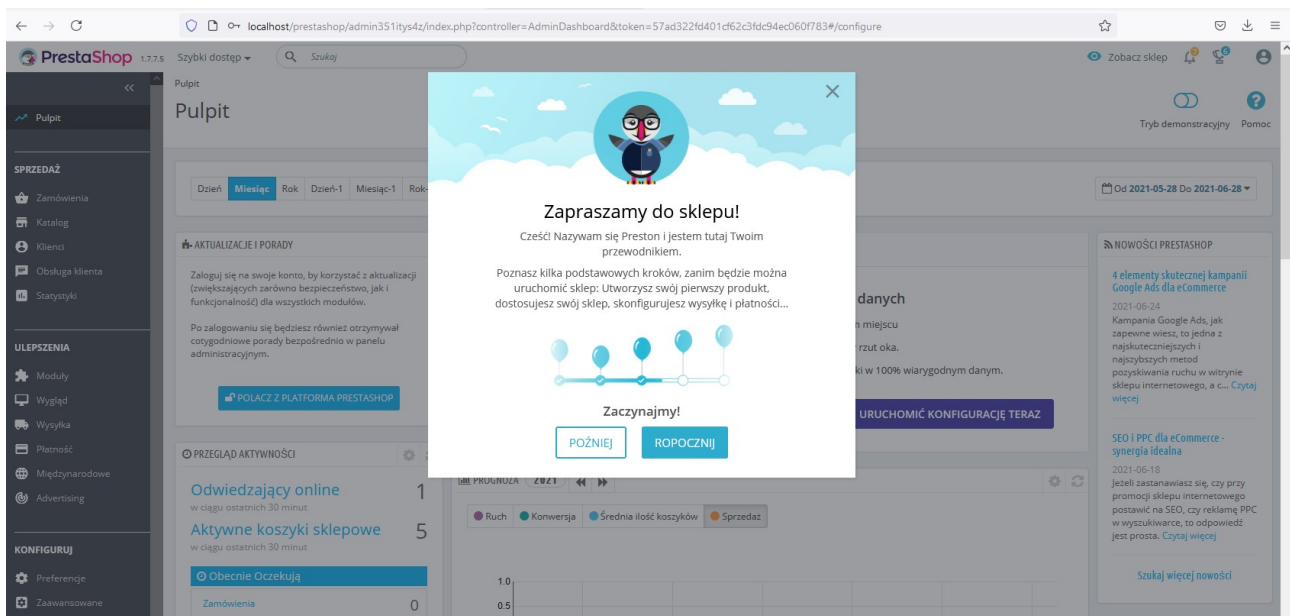 localhost/prestashop/admin351itys4z/index.php?controller=AdminDashboard&token=57ad322fd401cf62c3fdc94ec060f783#/configure
PrestaShop 1.7.7.5 Szybki dostęp Szukaj Zobacz sklep
Pulpit
Pulpit
Tryb demonstracyjny Pomoc
Pulpit
SPRZEDAŻ
Zamówienia
Katalog
Klienci
Obsługa klienta
Statystyki
ULEPSZENIA
Moduły
Wygląd
Wysyłka
Płatność
Międzynarodowe
Advertising
KONFIGURUJ
Preferencje
Zaawansowane
Dzień Miesiąc Rok Dzień-1 Miesiąc-1 Rok-
Od 2021-05-28 Do 2021-06-28
AKTUALIZACJE I PORADY
Zaloguj się na swoje konto, by korzystać z aktualizacji
(zwiększających zarówno bezpieczeństwo, jak i
funkcjonalność) dla wszystkich modułów.
Po zalogowaniu się będziesz również otrzymywał
cotygodniowe porady bezpośrednio w panelu
administracyjnym.
POLACZ Z PLATFORMA PRESTASHOP
PRZEGLĄD AKTYWNOŚCI
Odwiedzający online 1
w ciągu ostatnich 30 minut
Aktywne koszyki sklepowe 5
w ciągu ostatnich 30 minut
Obecnie Oczekują
Zamówienia 0
Zapraszamy do sklepu!
Cześć! Nazywam się Preston i jestem tutaj Twoim
przewodnikiem.
Poznasz kilka podstawowych kroków, zanim będzie można
uruchomić sklep: Utworzysz swój pierwszy produkt,
dostosujesz swój sklep, skonfigurujesz wysyłkę i płatności...
Zaczynajmy!
POŹNIEJ ROPOCZNIJ
danych
miejscu
rzut oka.
w 100% wiarygodnym danym.
URUCHOMIĆ KONFIGURACJĘ TERAZ
PROGNOZA 2021
Ruch Konwersja Średnia ilość koszyków Sprzedaż
1.0
0.5
NOWOŚCI PRESTASHOP
4 elementy skutecznej kampanii
Google Ads dla eCommerce
2021-06-24
Kampania Google Ads, jak
zapewne wiesz, to jedna z
najskuteczniejszych i
najszybszych metod
pozyskiwania ruchu w witrynie
sklepu internetowego, a c... Czytaj
więcej
SEO i PPC dla eCommerce -
synergia idealna
2021-06-18
Jeżeli zastanawiasz się, czy przy
promocji sklepu internetowego
postawić na SEO, czy reklamę PPC
w wyszukiwarce, to odpowiedź
jest prosta. Czytaj więcej
Szukaj więcej nowości